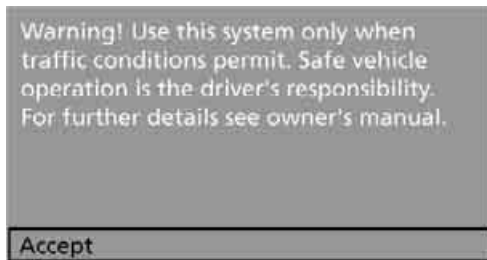 Warning! Use this system only when
traffic conditions permit. Safe vehicle
operation is the driver's responsibility.
For further details see owner's manual.
Accept